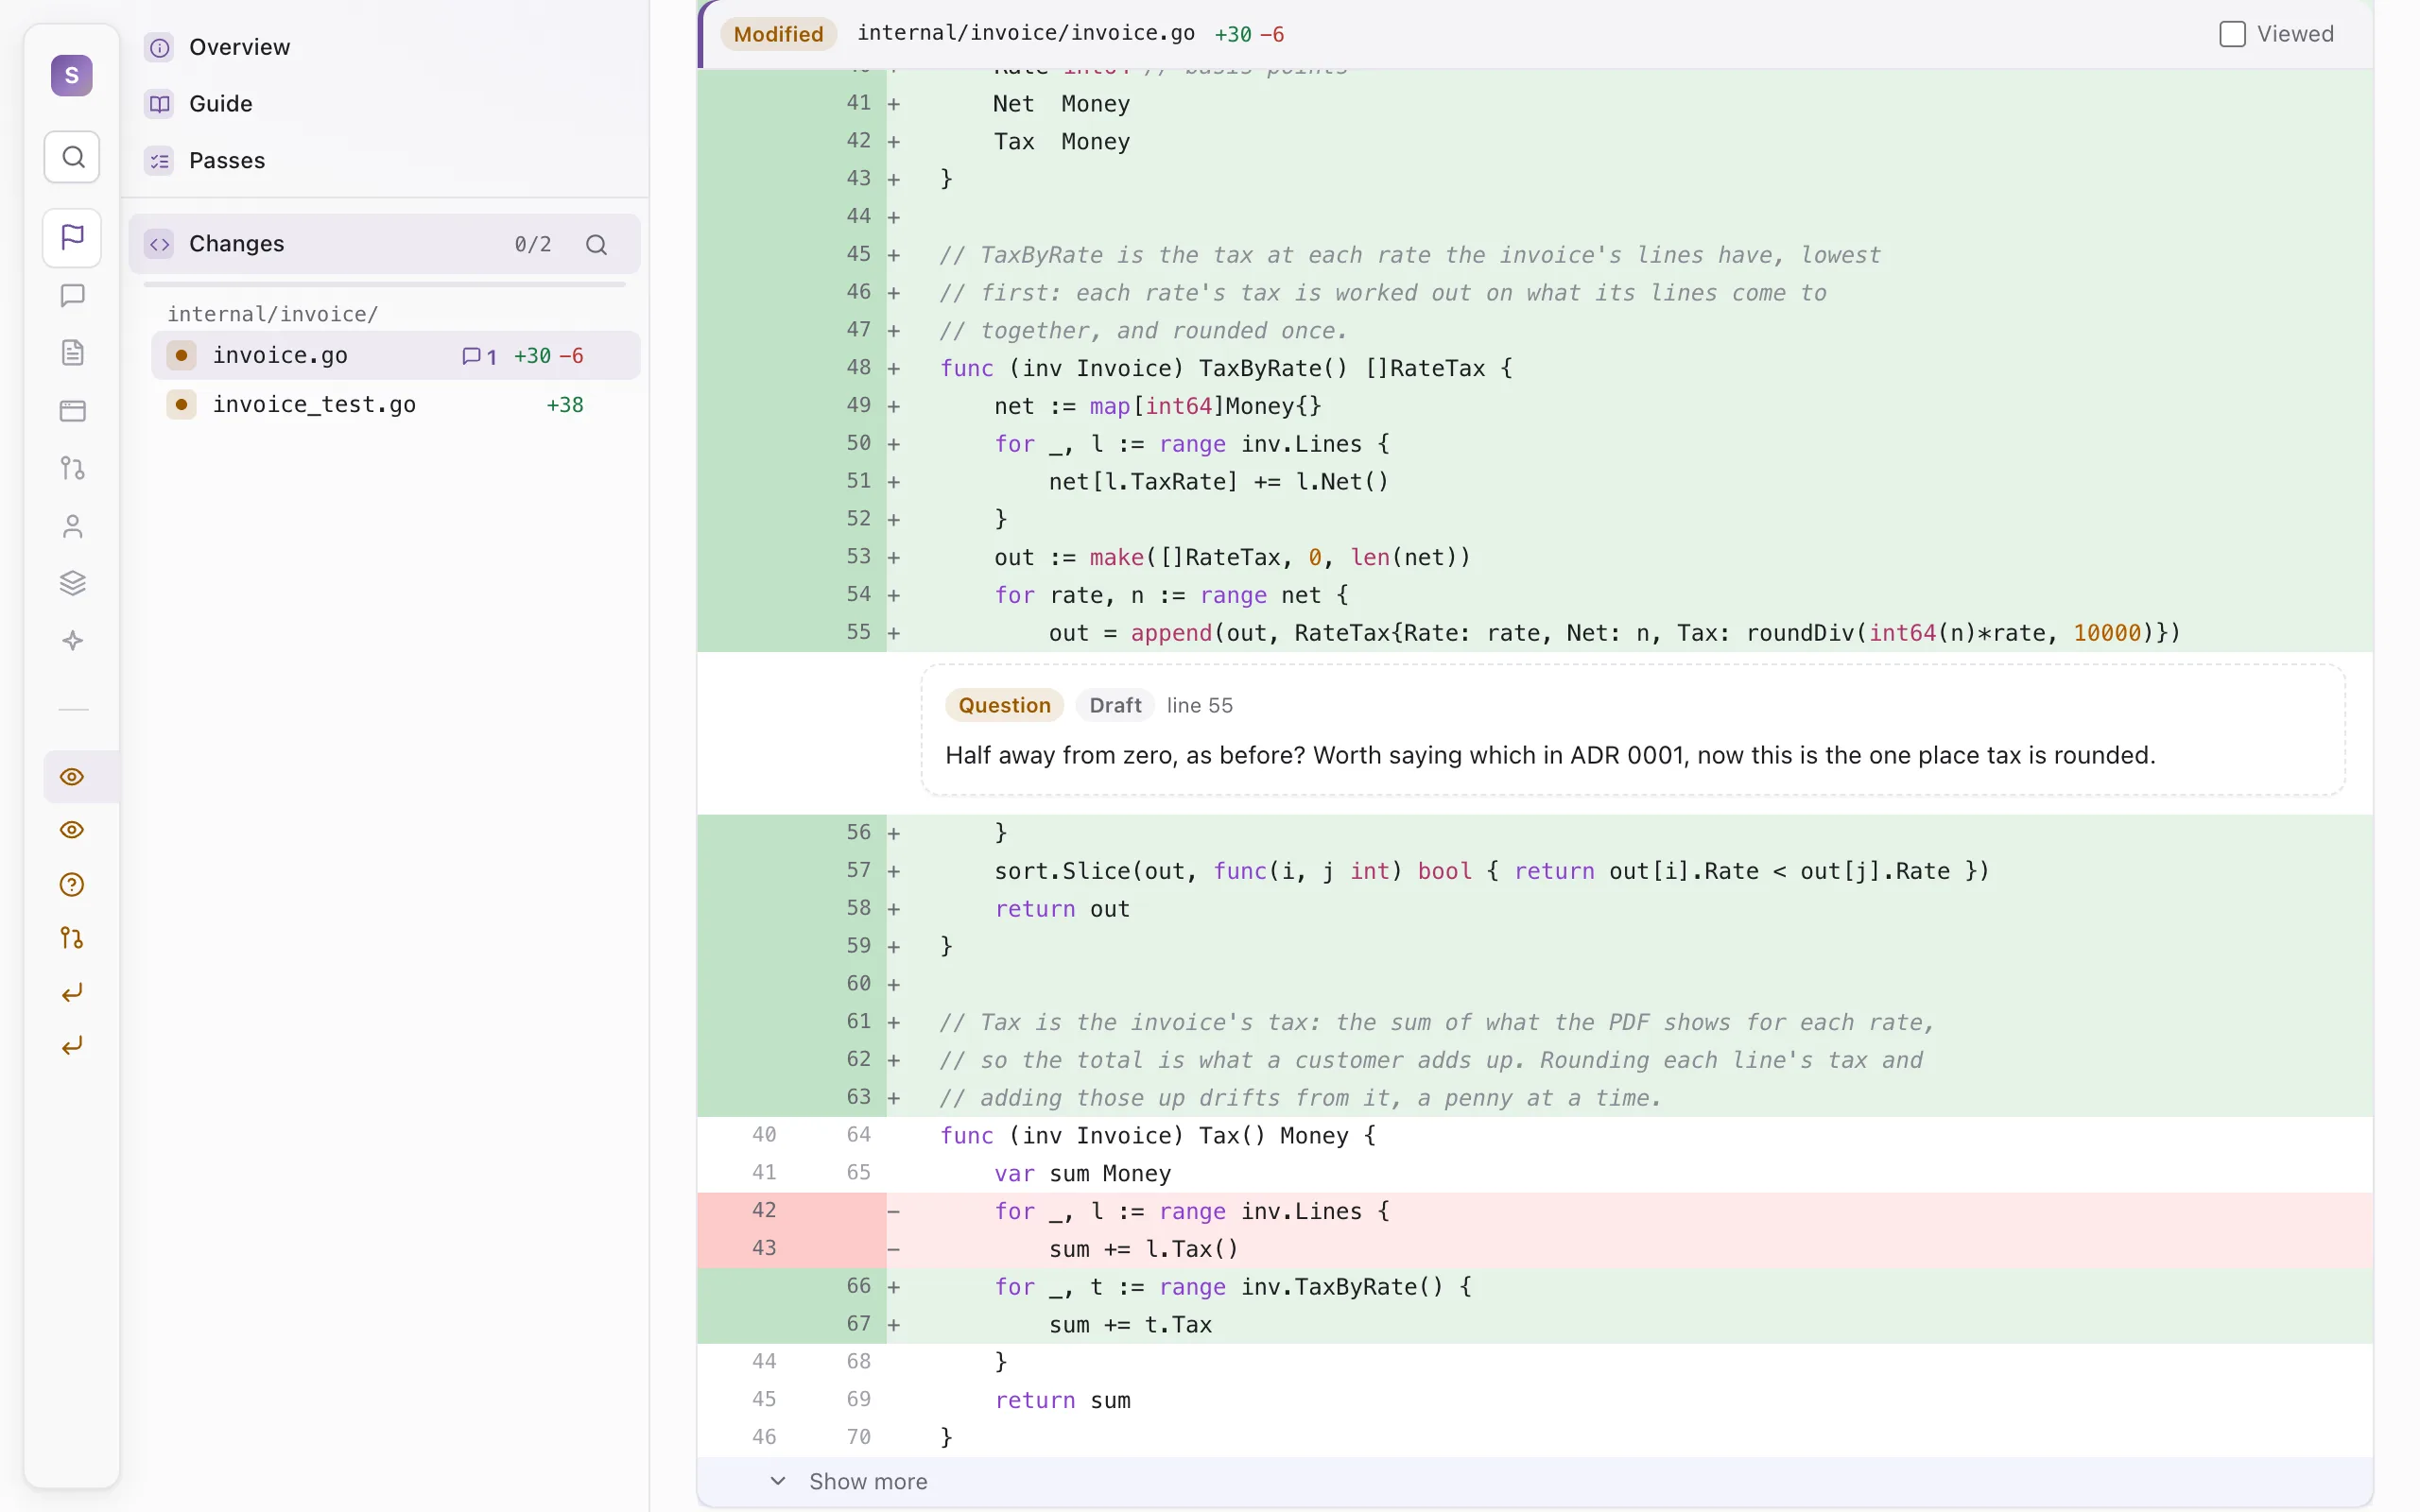 S
Overview
Guide
Passes
Changes 0/2
internal/invoice/
invoice.go 1 +30 −6
invoice_test.go +38
Modified internal/invoice/invoice.go +30 −6 Viewed
40 + Rate int64 // basis points
41 + Net  Money
42 + Tax  Money
43 + }
44 +
45 + // TaxByRate is the tax at each rate the invoice's lines have, lowest
46 + // first: each rate's tax is worked out on what its lines come to
47 + // together, and rounded once.
48 + func (inv Invoice) TaxByRate() []RateTax {
49 + net := map[int64]Money{}
50 + for _, l := range inv.Lines {
51 + net[l.TaxRate] += l.Net()
52 + }
53 + out := make([]RateTax, 0, len(net))
54 + for rate, n := range net {
55 + out = append(out, RateTax{Rate: rate, Net: n, Tax: roundDiv(int64(n)*rate, 10000)})
Question Draft line 55
Half away from zero, as before? Worth saying which in ADR 0001, now this is the one place tax is rounded.
56 + }
57 + sort.Slice(out, func(i, j int) bool { return out[i].Rate < out[j].Rate })
58 + return out
59 + }
60 +
61 + // Tax is the invoice's tax: the sum of what the PDF shows for each rate,
62 + // so the total is what a customer adds up. Rounding each line's tax and
63 + // adding those up drifts from it, a penny at a time.
40 64 func (inv Invoice) Tax() Money {
41 65 var sum Money
42 − for _, l := range inv.Lines {
43 − sum += l.Tax()
66 + for _, t := range inv.TaxByRate() {
67 + sum += t.Tax
44 68 }
45 69 return sum
46 70 }
Show more